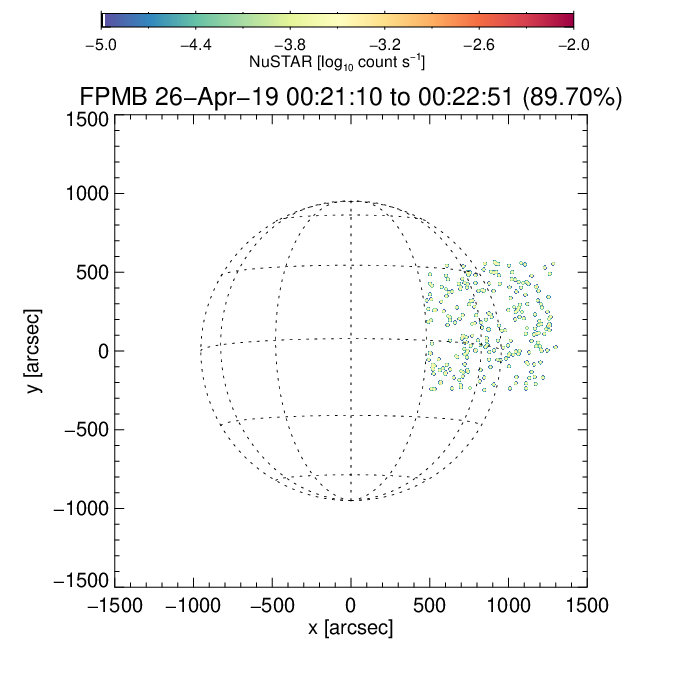 −5.0 −4.4 −3.8 −3.2 −2.6 −2.0
NuSTAR [log10 count s−1]
FPMB 26−Apr−19 00:21:10 to 00:22:51 (89.70%)
1500
1000
500
0
−500
−1000
−1500
y [arcsec]
−1500 −1000 −500 0 500 1000 1500
x [arcsec]